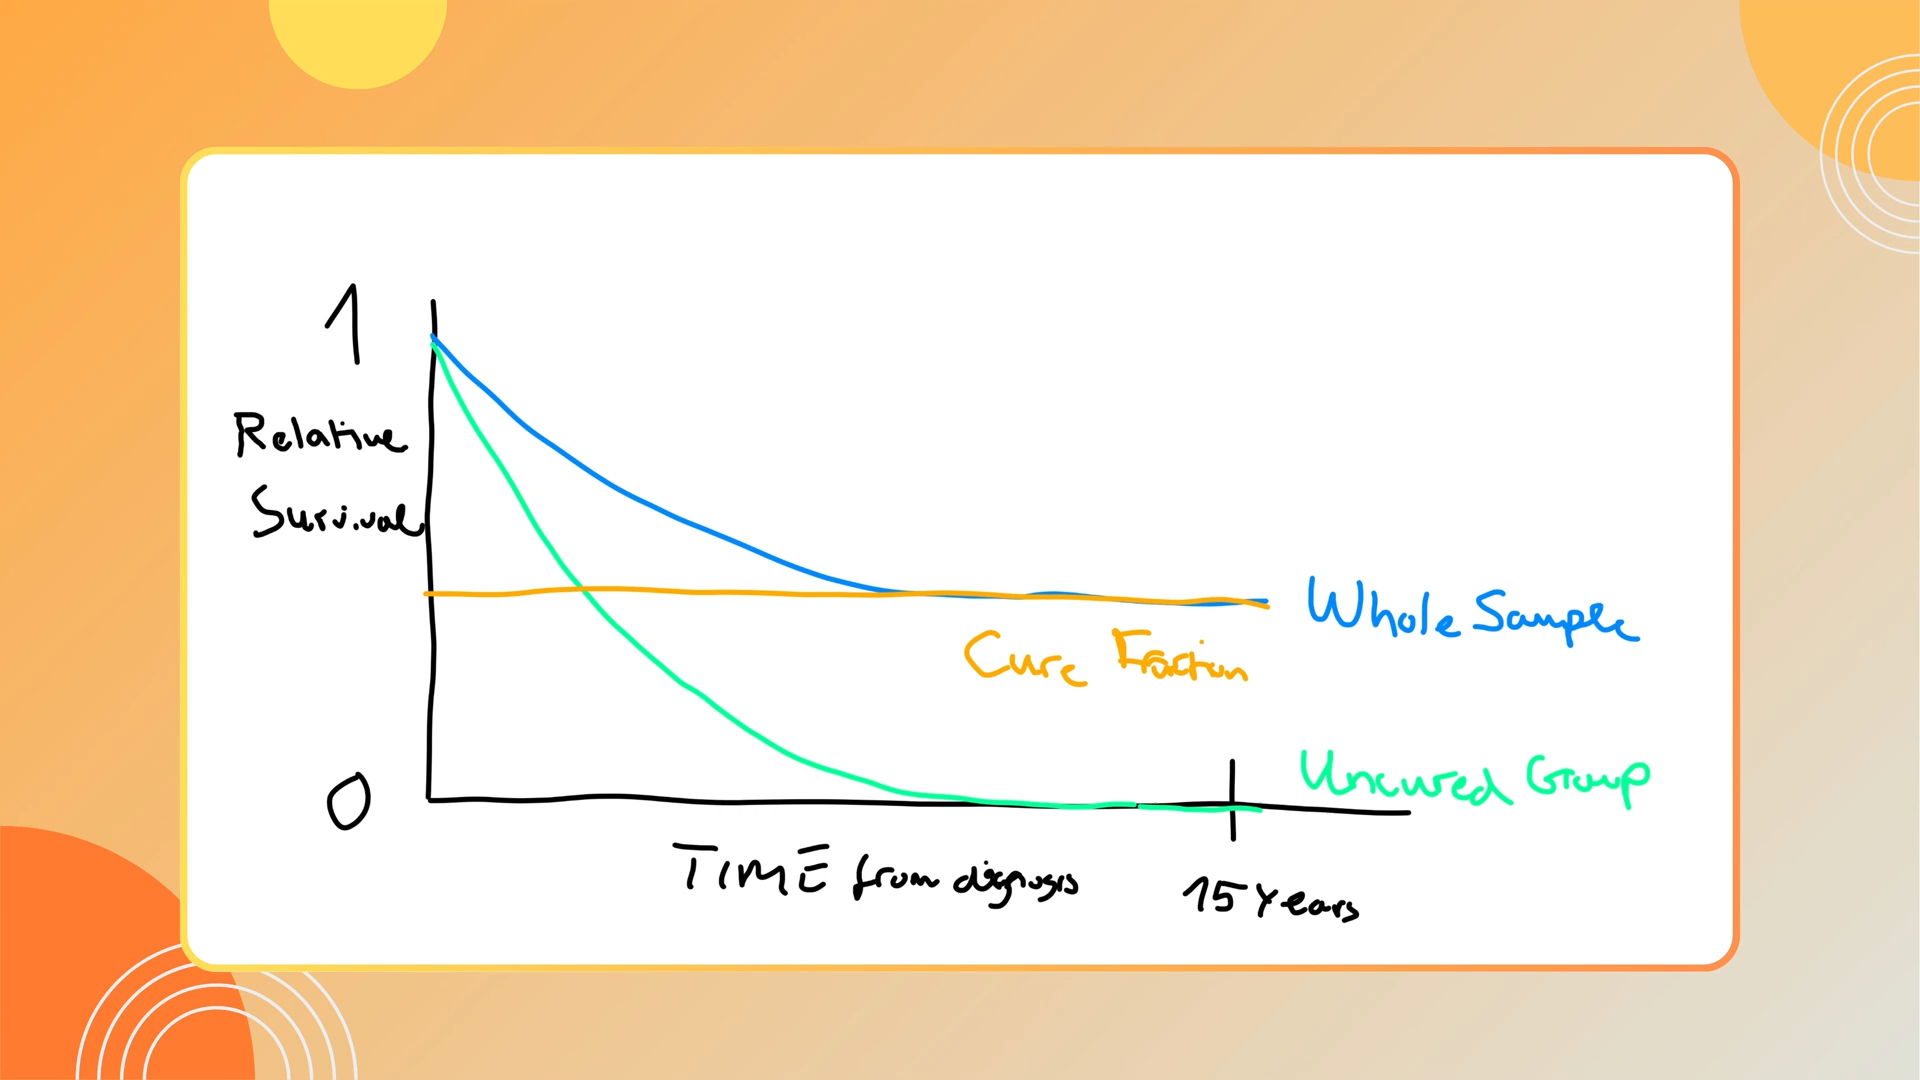 1
Relative
Survival
Whole Sample
Cure Fraction
Uncured Group
0
TIME from diagnosis
15 Years